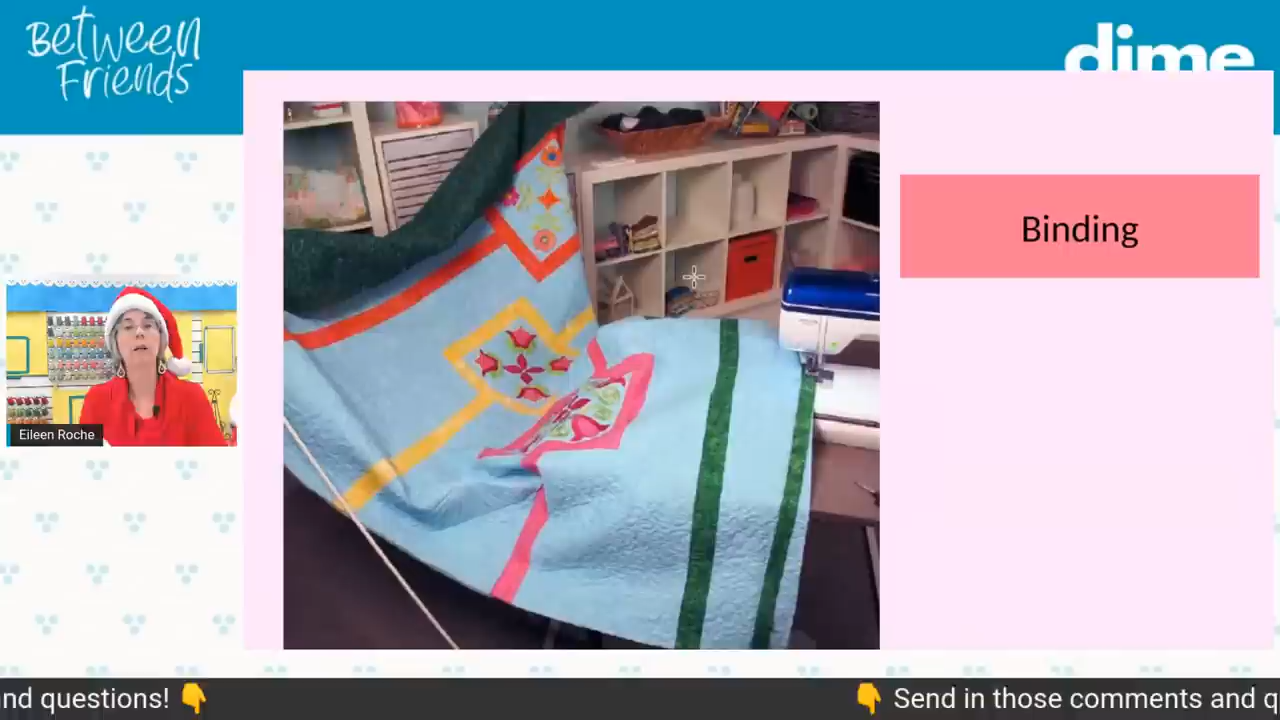 Between
Friends
dime
Binding
Eileen Roche
nd questions! 👇
👇 Send in those comments and q